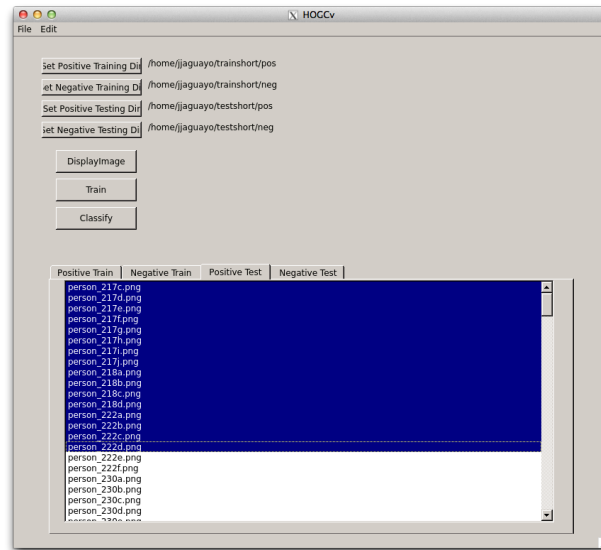 HOGCv
File Edit
Set Positive Training Dir /home/jjaguayo/trainshort/pos
et Negative Training Di /home/jjaguayo/trainshort/neg
Set Positive Testing Dir /home/jjaguayo/testshort/pos
Set Negative Testing Di /home/jjaguayo/testshort/neg
DisplayImage
Train
Classify
Positive Train Negative Train Positive Test Negative Test
person_217c.png
person_217d.png
person_217e.png
person_217f.png
person_217g.png
person_217h.png
person_217i.png
person_217j.png
person_218a.png
person_218b.png
person_218c.png
person_218d.png
person_222a.png
person_222b.png
person_222c.png
person_222d.png
person_222e.png
person_222f.png
person_230a.png
person_230b.png
person_230c.png
person_230d.png
person_230e.png